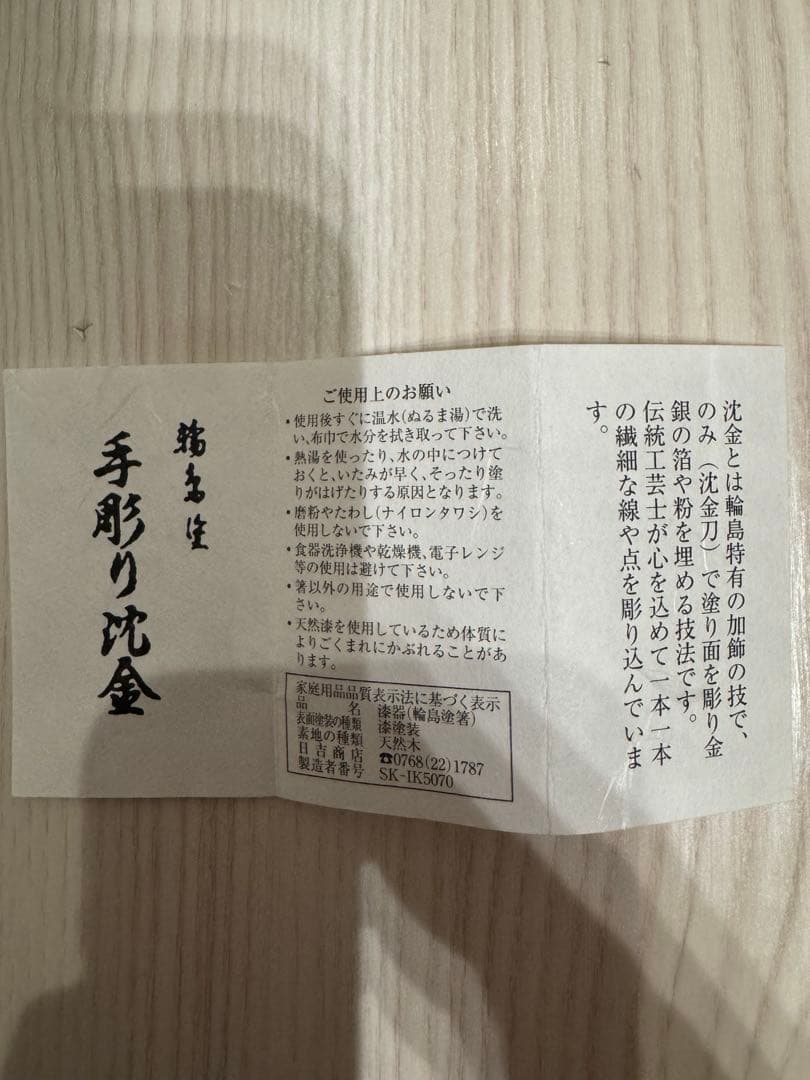 沈金とは輪島特有の加飾の技で、
のみ（沈金刀）で塗り面を彫り金
銀の箔や粉を埋める技法です。
伝統工芸士が心を込めて一本一本
の繊細な線や点を彫り込んでいま
す。
ご使用上のお願い
・使用後すぐに温水(ぬるま湯)で洗
い、布巾で水分を拭き取って下さい。
・熱湯を使ったり、水の中につけて
おくと、いたみが早く、そったり塗
りがはげたりする原因となります。
・磨粉やたわし(ナイロンタワシ)を
使用しないで下さい。
・食器洗浄機や乾燥機、電子レンジ
等の使用は避けて下さい。
・箸以外の用途で使用しないで下
さい。
・天然漆を使用しているため体質に
よりごくまれにかぶれることがあ
ります。
家庭用品品質表示法に基づく表示
品名 漆器(輪島塗箸)
表面塗装の種類 漆塗装
素地の種類 天然木
日吉商店 ☎0768(22)1787
製造者番号 SK-IK5070
輪島塗
手彫り沈金